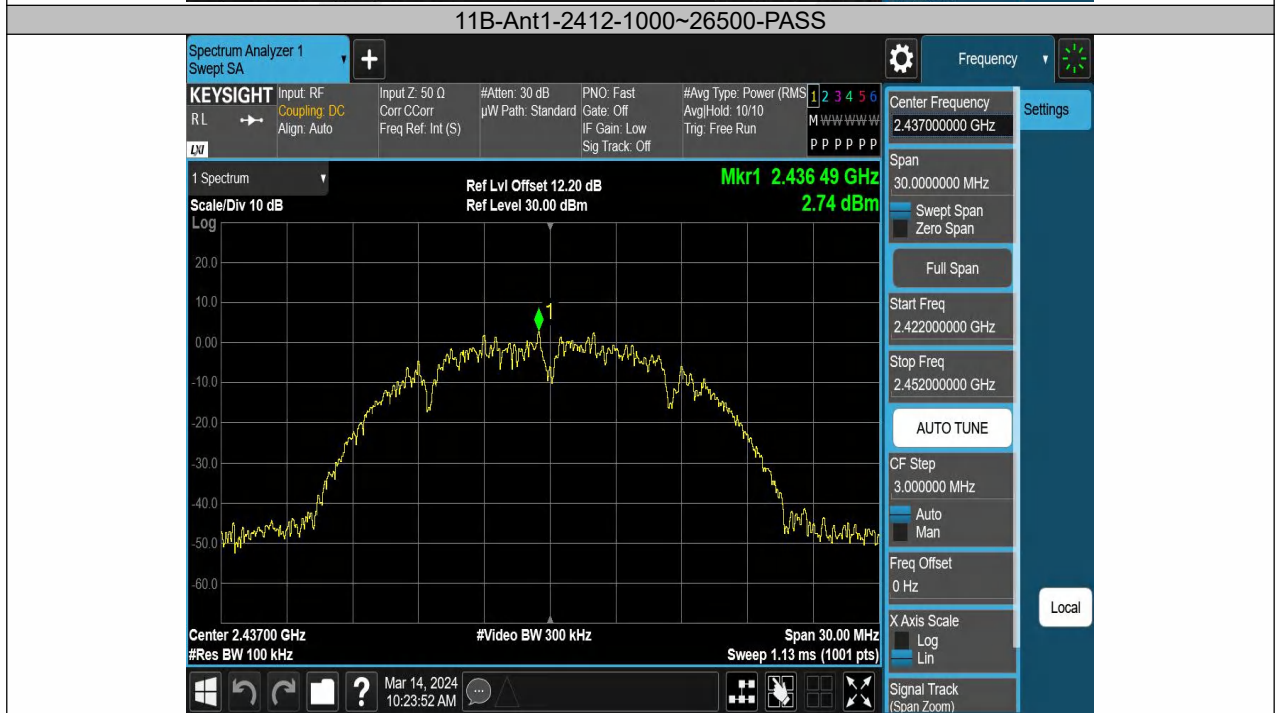 11B-Ant1-2412-1000~26500-PASS
Spectrum Analyzer 1
Swept SA
+
Frequency
KEYSIGHT
RL
LXI
Input: RF
Coupling: DC
Align: Auto
Input Z: 50 Ω
Corr CCorr
Freq Ref: Int (S)
#Atten: 30 dB
µW Path: Standard
PNO: Fast
Gate: Off
IF Gain: Low
Sig Track: Off
#Avg Type: Power (RMS
Avg|Hold: 10/10
Trig: Free Run
1 2 3 4 5 6
M W W W W W
P P P P P P
1 Spectrum
Scale/Div 10 dB
Log
Ref Lvl Offset 12.20 dB
Ref Level 30.00 dBm
Mkr1 2.436 49 GHz
2.74 dBm
20.0
10.0
0.00
-10.0
-20.0
-30.0
-40.0
-50.0
-60.0
1
Center 2.43700 GHz
#Res BW 100 kHz
#Video BW 300 kHz
Span 30.00 MHz
Sweep 1.13 ms (1001 pts)
Center Frequency
2.437000000 GHz
Span
30.0000000 MHz
Swept Span
Zero Span
Full Span
Start Freq
2.422000000 GHz
Stop Freq
2.452000000 GHz
AUTO TUNE
CF Step
3.000000 MHz
Auto
Man
Freq Offset
0 Hz
X Axis Scale
Log
Lin
Signal Track
(Span Zoom)
Settings
Local
?
Mar 14, 2024
10:23:52 AM